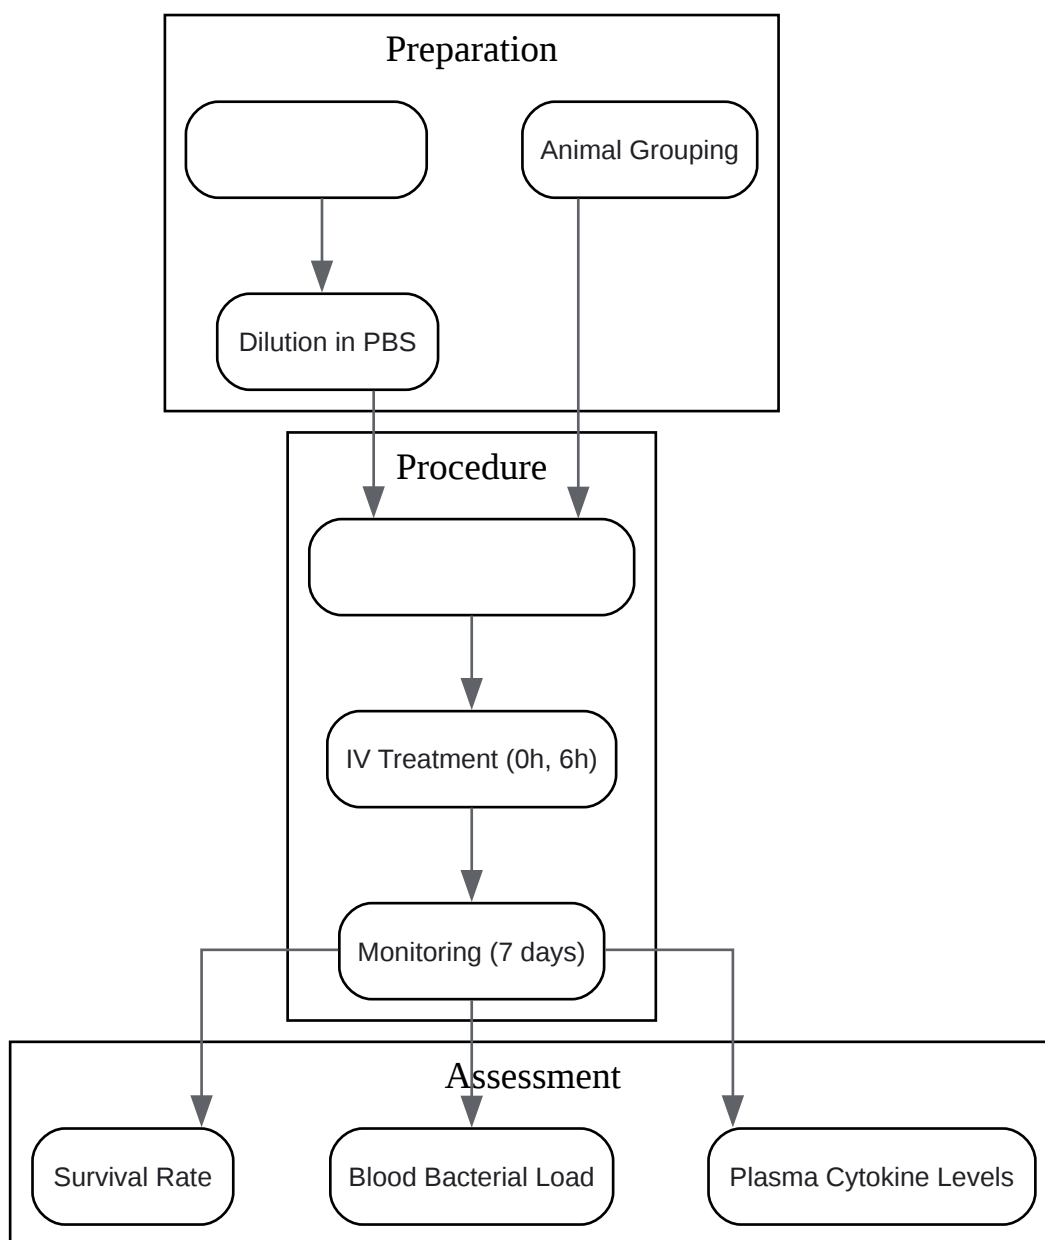 Preparation
Animal Grouping
Dilution in PBS
Procedure
IV Treatment (0h, 6h)
Monitoring (7 days)
Assessment
Survival Rate
Blood Bacterial Load
Plasma Cytokine Levels